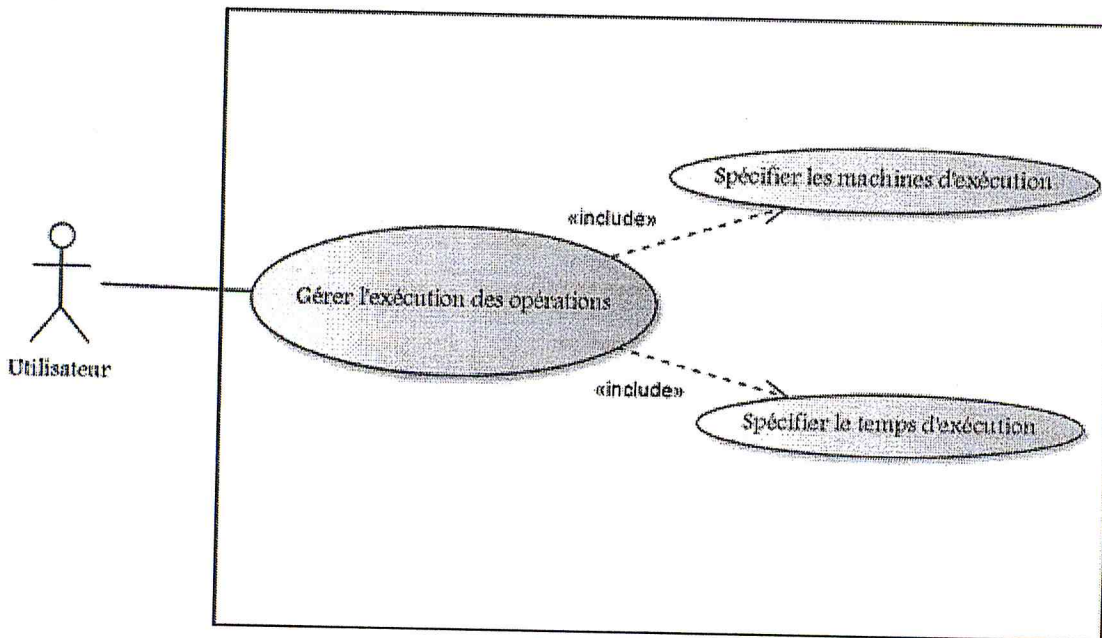 Spécifier les machines d'exécution
«include»
Gérer l'exécution des opérations
Utilisateur
«include»
Spécifier le temps d'exécution